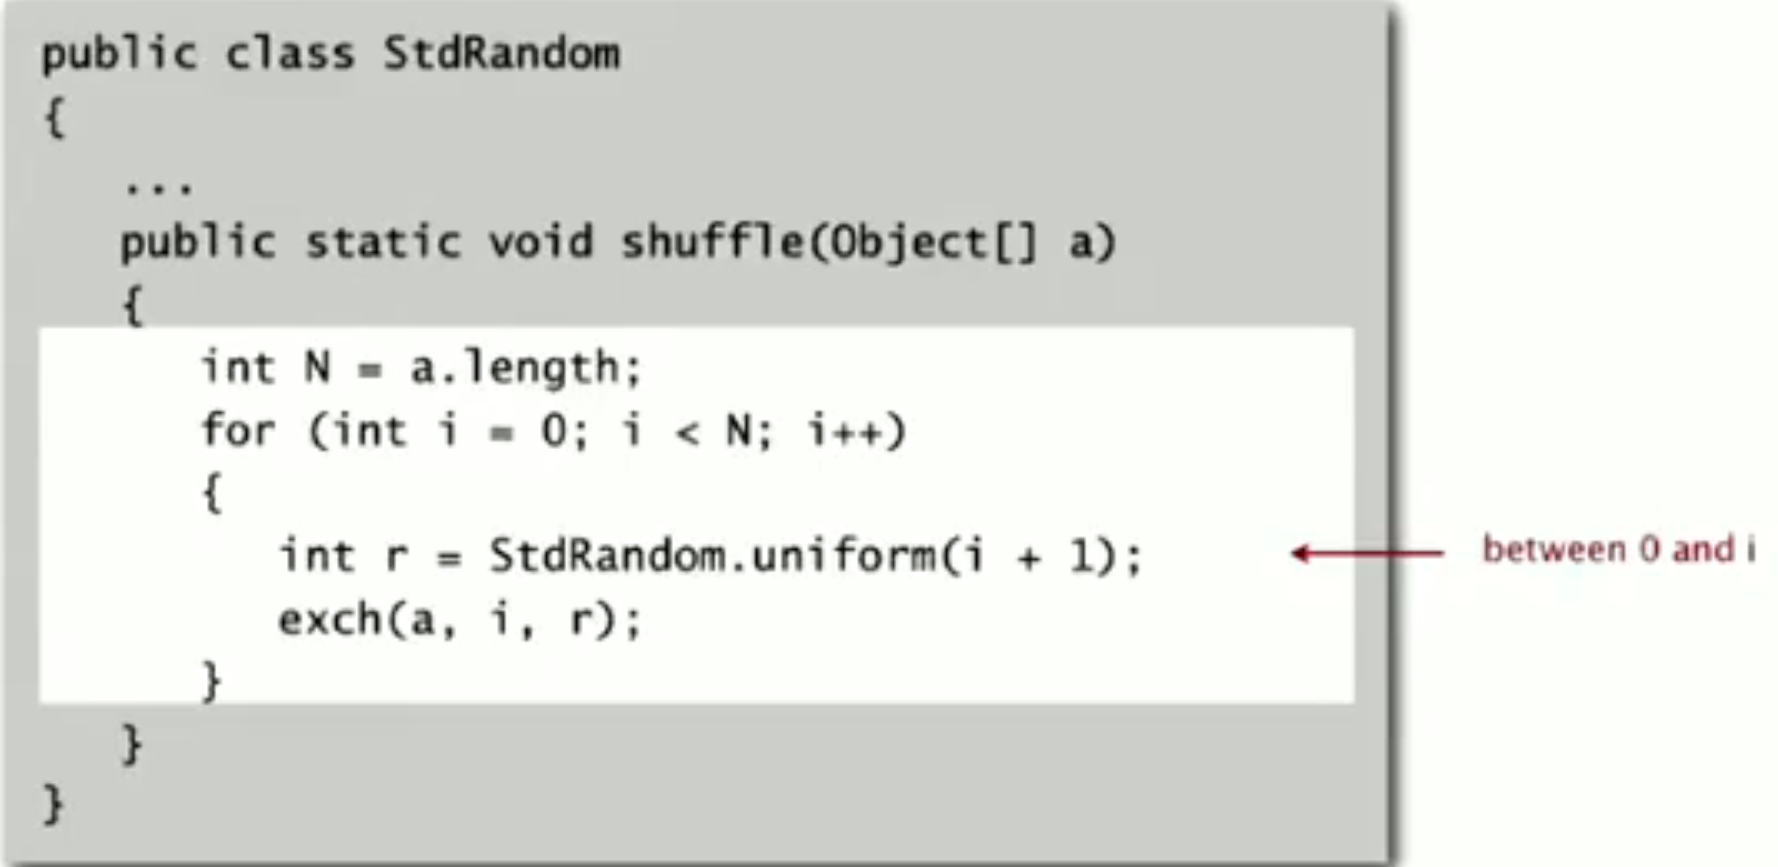 public class StdRandom
{
...
public static void shuffle(Object[] a)
{
int N = a.length;
for (int i = 0; i < N; i++)
{
int r = StdRandom.uniform(i + 1);
between 0 and i
exch(a, i, r);
}
}
}